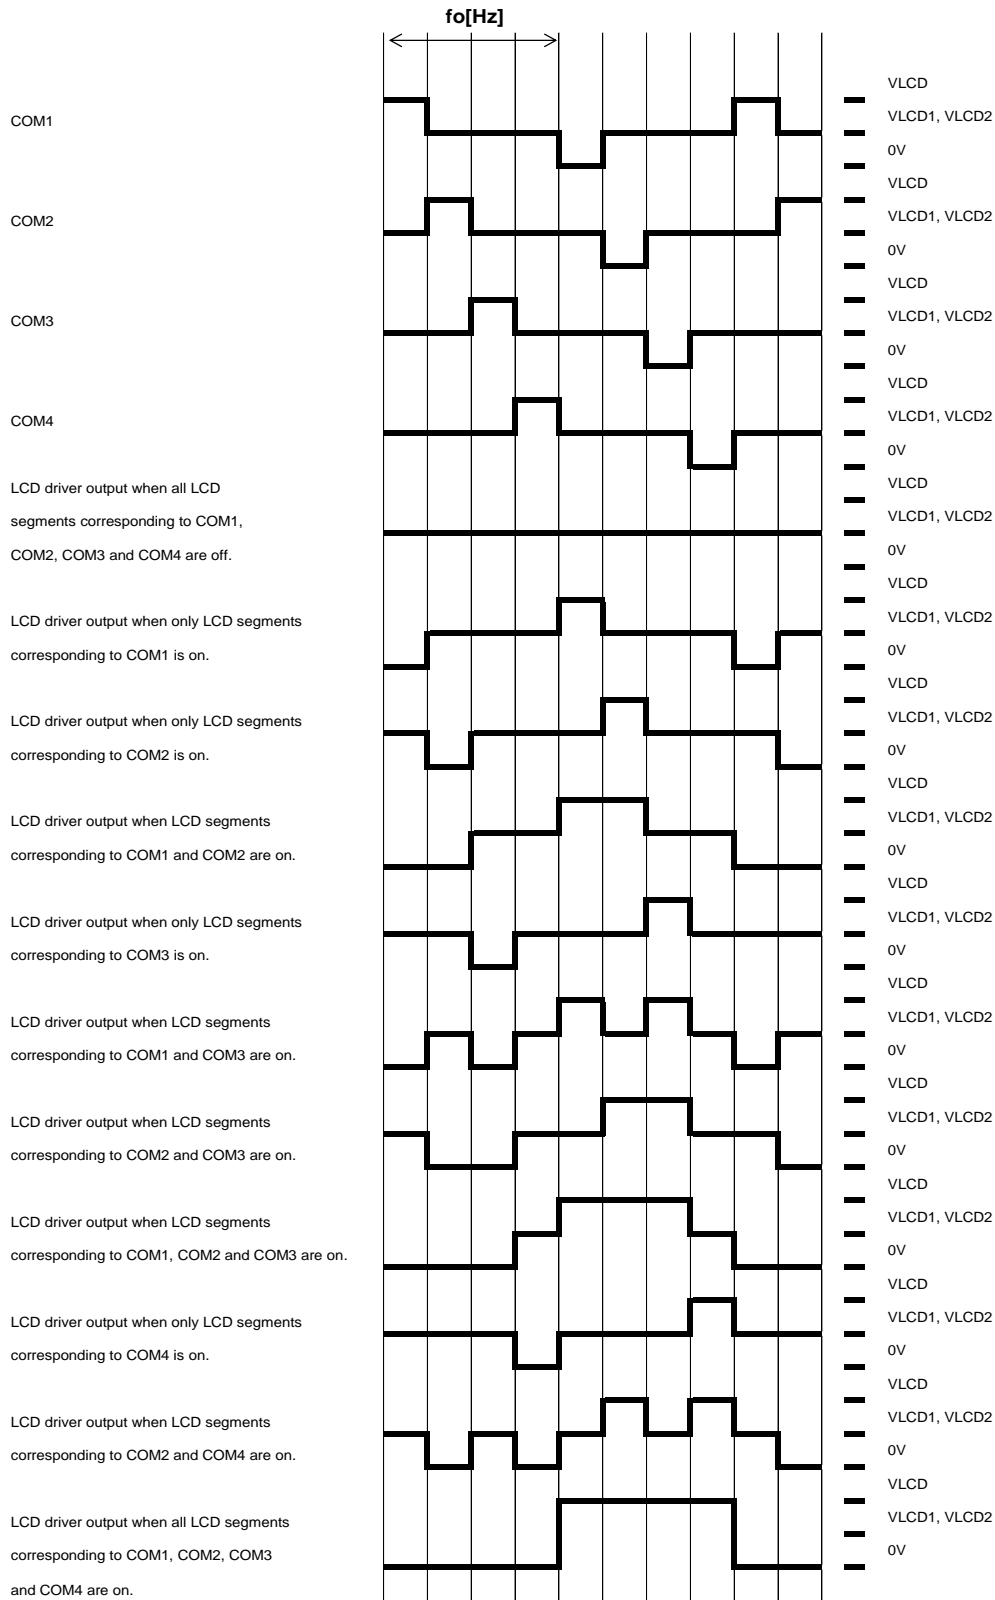 fo[Hz]
VLCD
COM1
VLCD1, VLCD2
0V
VLCD
COM2
VLCD1, VLCD2
0V
VLCD
COM3
VLCD1, VLCD2
0V
VLCD
COM4
VLCD1, VLCD2
0V
LCD driver output when all LCD
segments corresponding to COM1,
COM2, COM3 and COM4 are off.
VLCD
VLCD1, VLCD2
0V
LCD driver output when only LCD segments
corresponding to COM1 is on.
VLCD
VLCD1, VLCD2
0V
LCD driver output when only LCD segments
corresponding to COM2 is on.
VLCD
VLCD1, VLCD2
0V
LCD driver output when LCD segments
corresponding to COM1 and COM2 are on.
VLCD
VLCD1, VLCD2
0V
LCD driver output when only LCD segments
corresponding to COM3 is on.
VLCD
VLCD1, VLCD2
0V
LCD driver output when LCD segments
corresponding to COM1 and COM3 are on.
VLCD
VLCD1, VLCD2
0V
LCD driver output when LCD segments
corresponding to COM2 and COM3 are on.
VLCD
VLCD1, VLCD2
0V
LCD driver output when LCD segments
corresponding to COM1, COM2 and COM3 are on.
VLCD
VLCD1, VLCD2
0V
LCD driver output when only LCD segments
corresponding to COM4 is on.
VLCD
VLCD1, VLCD2
0V
LCD driver output when LCD segments
corresponding to COM2 and COM4 are on.
VLCD
VLCD1, VLCD2
0V
LCD driver output when all LCD segments
corresponding to COM1, COM2, COM3
and COM4 are on.
VLCD
VLCD1, VLCD2
0V